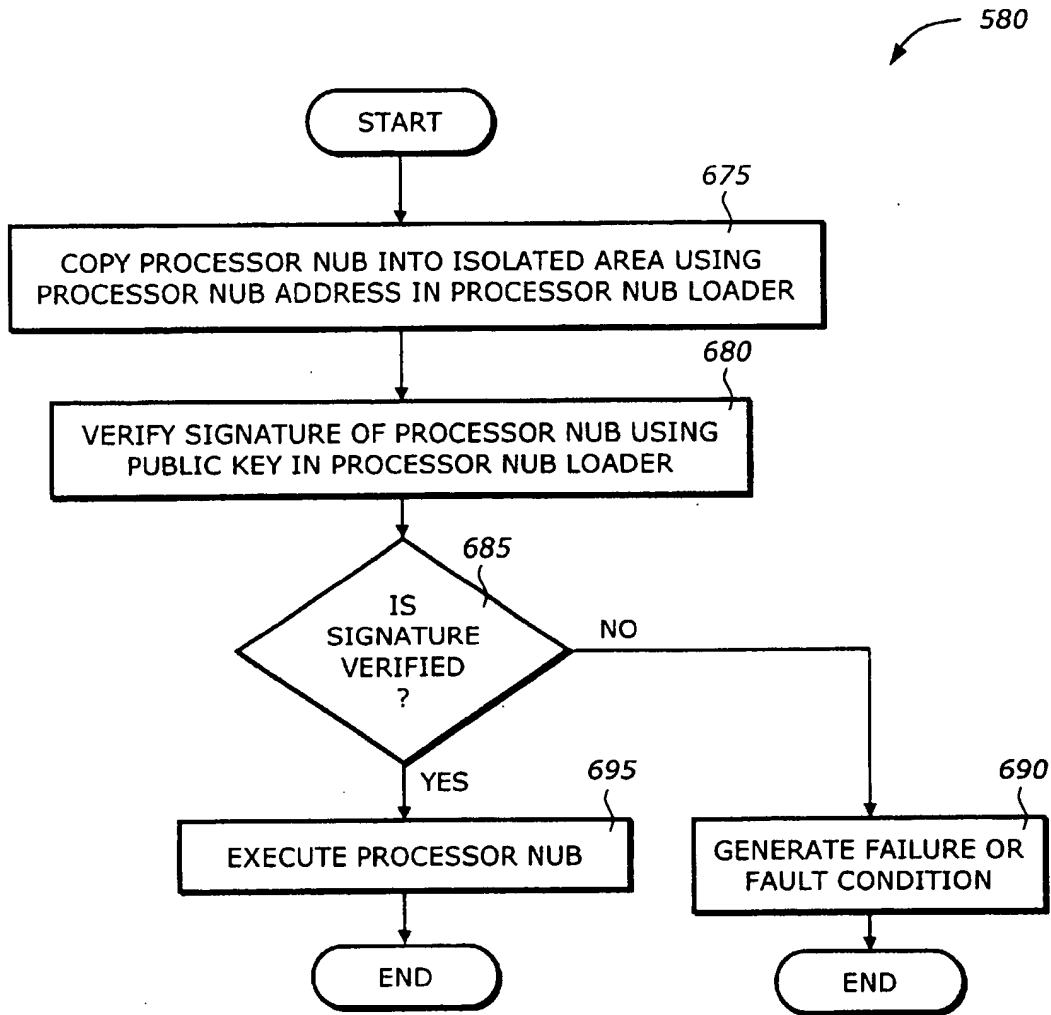 580
START
675
COPY PROCESSOR NUB INTO ISOLATED AREA USING
PROCESSOR NUB ADDRESS IN PROCESSOR NUB LOADER
680
VERIFY SIGNATURE OF PROCESSOR NUB USING
PUBLIC KEY IN PROCESSOR NUB LOADER
685
IS
SIGNATURE
VERIFIED
?
NO
YES
695
EXECUTE PROCESSOR NUB
690
GENERATE FAILURE OR
FAULT CONDITION
END
END